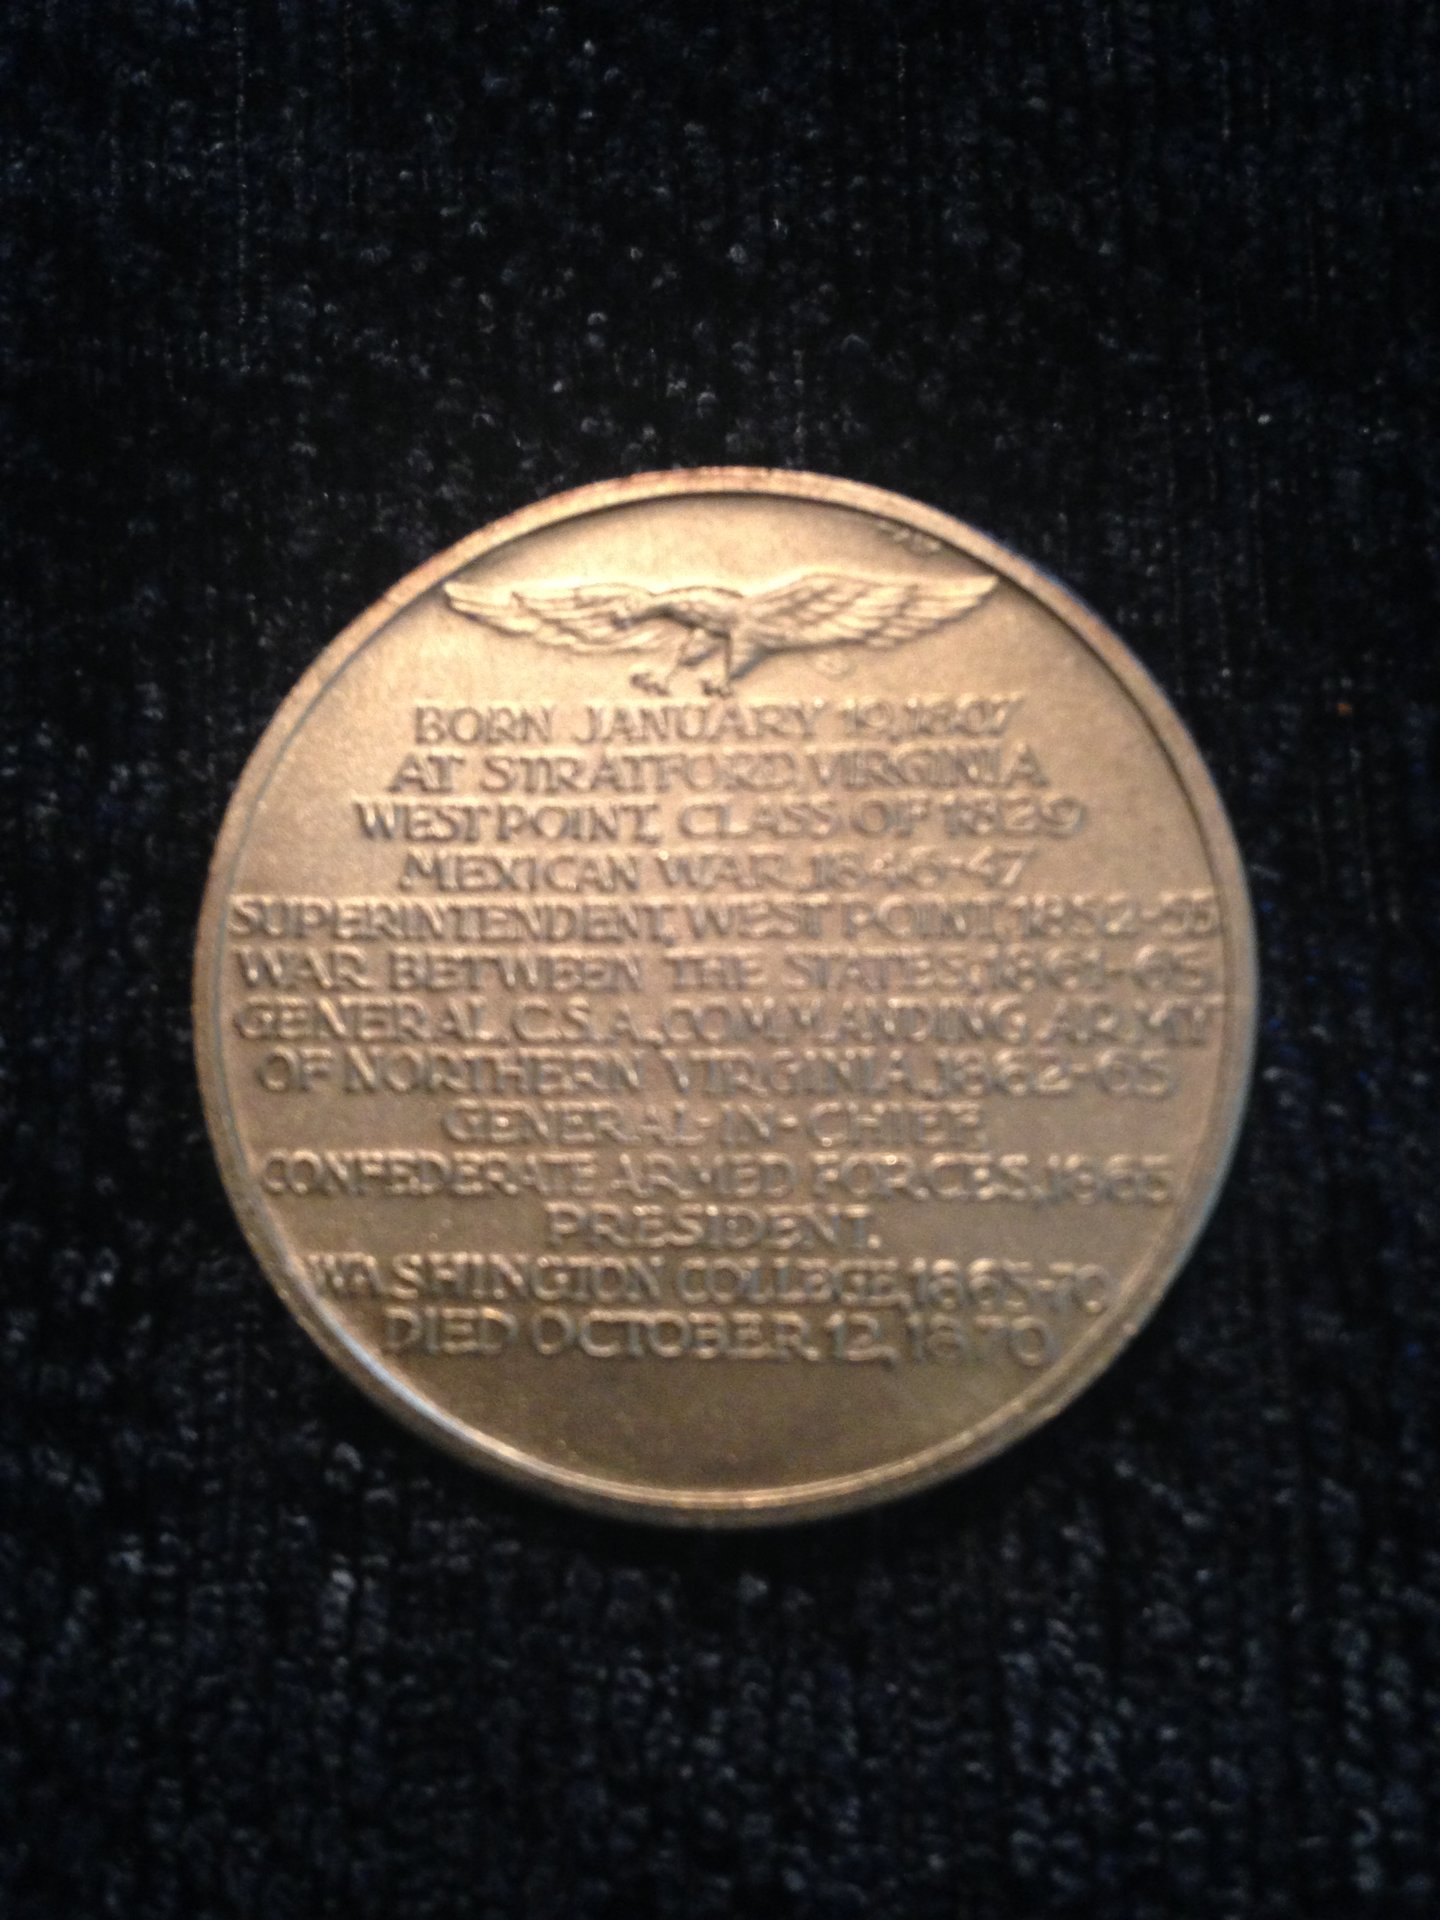 BORN JANUARY 19, 1807
AT STRATFORD, VIRGINIA
WEST POINT, CLASS OF 1829
MEXICAN WAR, 1846-47
SUPERINTENDENT, WEST POINT, 1852-55
WAR BETWEEN THE STATES, 1861-65
GENERAL, C.S.A., COMMANDING ARMY
OF NORTHERN VIRGINIA, 1862-65
GENERAL-IN-CHIEF,
CONFEDERATE ARMED FORCES, 1865
PRESIDENT,
WASHINGTON COLLEGE, 1865-70
DIED OCTOBER 12, 1870